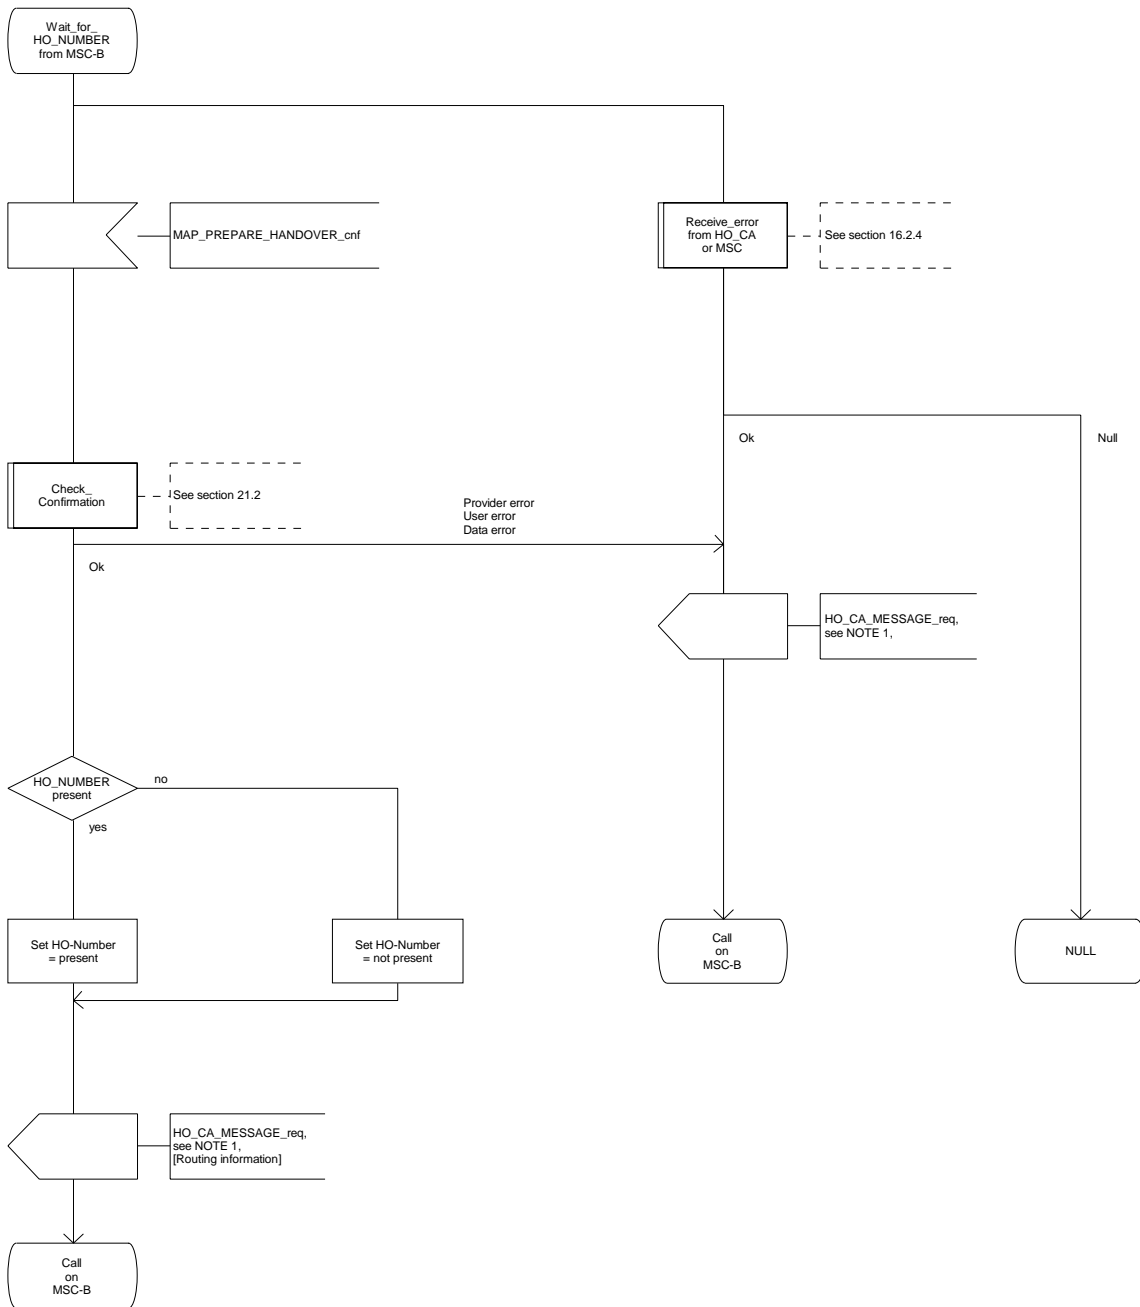 Wait_for_
HO_NUMBER
from MSC-B
MAP_PREPARE_HANDOVER_cnf
Receive_error
from HO_CA
or MSC
See section 16.2.4
Ok
Null
Check_
Confirmation
See section 21.2
Provider error
User error
Data error
Ok
HO_CA_MESSAGE_req,
see NOTE 1,
HO_NUMBER
present
no
yes
Set HO-Number
= present
Set HO-Number
= not present
Call
on
MSC-B
NULL
HO_CA_MESSAGE_req,
see NOTE 1,
[Routing information]
Call
on
MSC-B